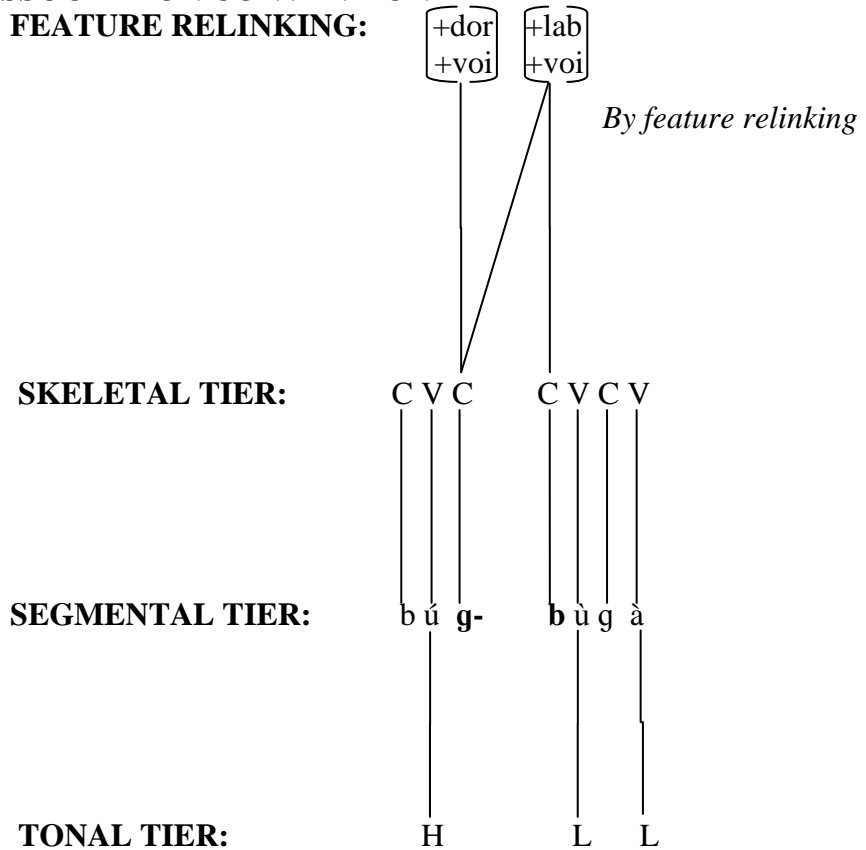 FEATURE RELINKING: +dor +lab
+voi +voi
By feature relinking
SKELETAL TIER: C V C C V C V
SEGMENTAL TIER: b ú g- b ù g à
TONAL TIER: H L L